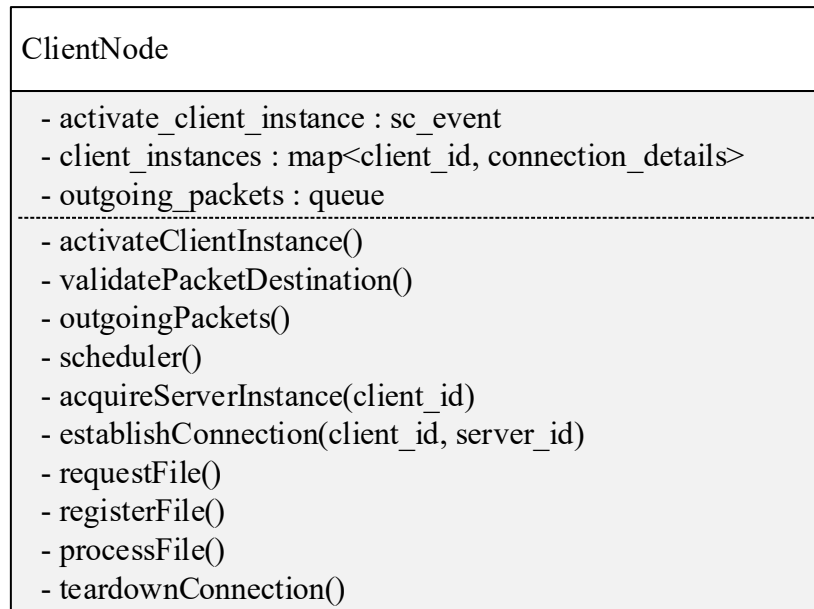 ClientNode
- activate_client_instance : sc_event
- client_instances : map<client_id, connection_details>
- outgoing_packets : queue
- activateClientInstance()
- validatePacketDestination()
- outgoingPackets()
- scheduler()
- acquireServerInstance(client_id)
- establishConnection(client_id, server_id)
- requestFile()
- registerFile()
- processFile()
- teardownConnection()